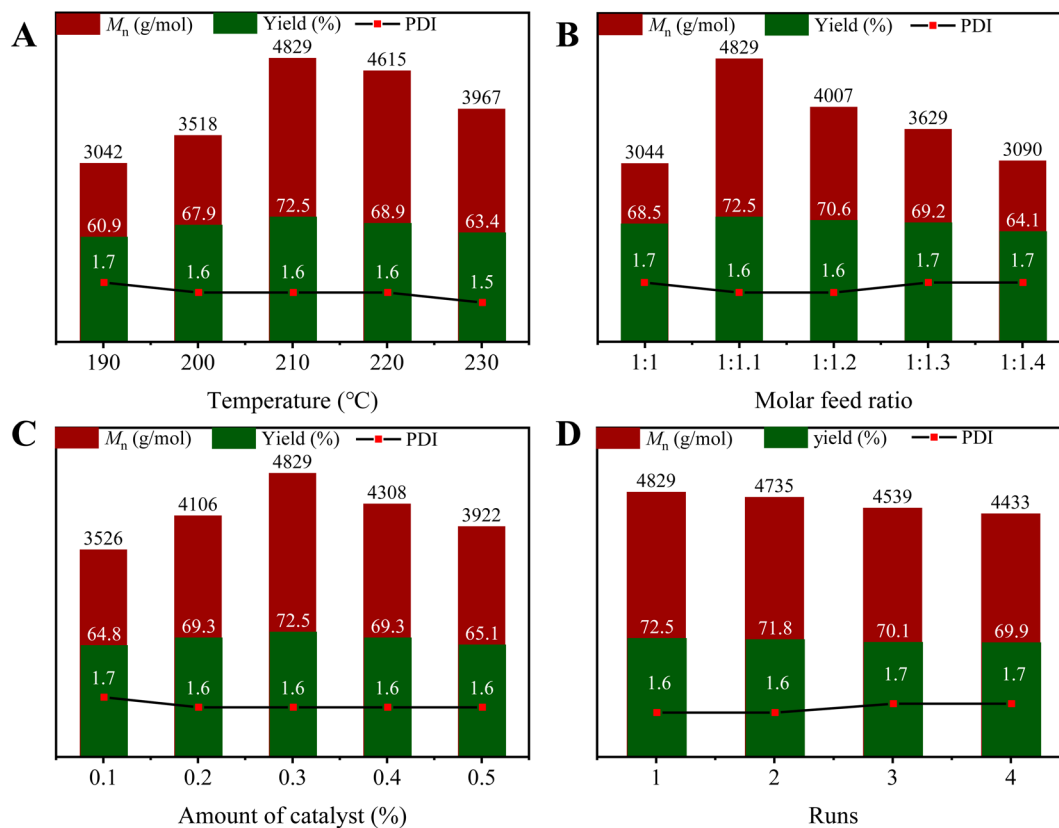 A
Mn (g/mol) Yield (%) PDI
4829
4615
3967
3518
3042
72.5
68.9
67.9
63.4
60.9
1.7 1.6 1.6 1.6 1.5
190 200 210 220 230
Temperature (℃)
B
Mn (g/mol) Yield (%) PDI
4829
4007
3629
3044 3090
68.5 72.5 70.6 69.2 64.1
1.7 1.6 1.6 1.7 1.7
1:1 1:1.1 1:1.2 1:1.3 1:1.4
Molar feed ratio
C
Mn (g/mol) Yield (%) PDI
4829
4308
4106
3922
3526
64.8 69.3 72.5 69.3 65.1
1.7 1.6 1.6 1.6 1.6
0.1 0.2 0.3 0.4 0.5
Amount of catalyst (%)
D
Mn (g/mol) yield (%) PDI
4829 4735 4539 4433
72.5 71.8 70.1 69.9
1.6 1.6 1.7 1.7
1 2 3 4
Runs